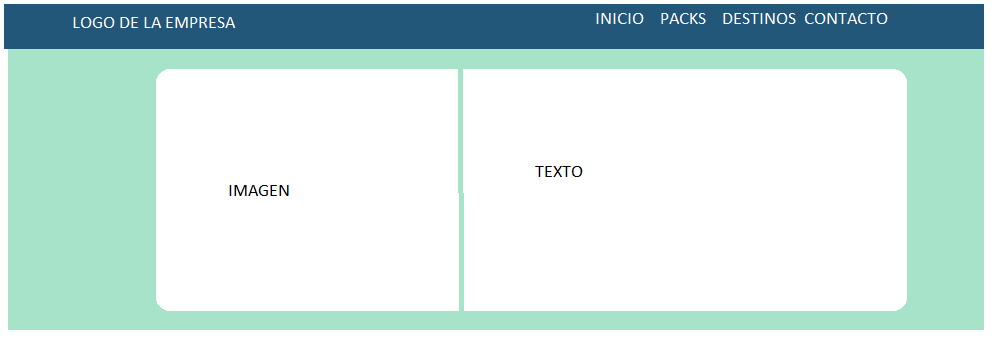 LOGO DE LA EMPRESA
INICIO PACKS DESTINOS CONTACTO
IMAGEN
TEXTO